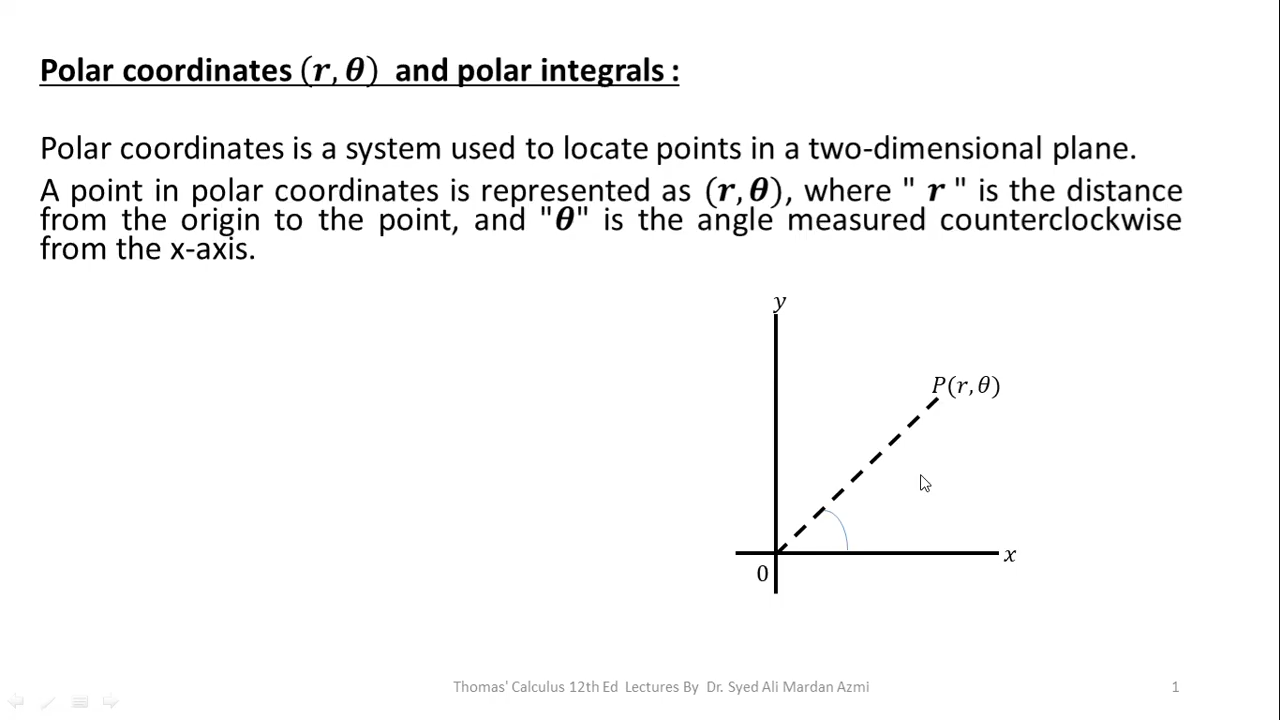 Polar coordinates (r, θ) and polar integrals :
Polar coordinates is a system used to locate points in a two-dimensional plane.
A point in polar coordinates is represented as (r, θ), where " r " is the distance
from the origin to the point, and "θ" is the angle measured counterclockwise
from the x-axis.
y
P(r, θ)
x
0
Thomas' Calculus 12th Ed Lectures By Dr. Syed Ali Mardan Azmi
1